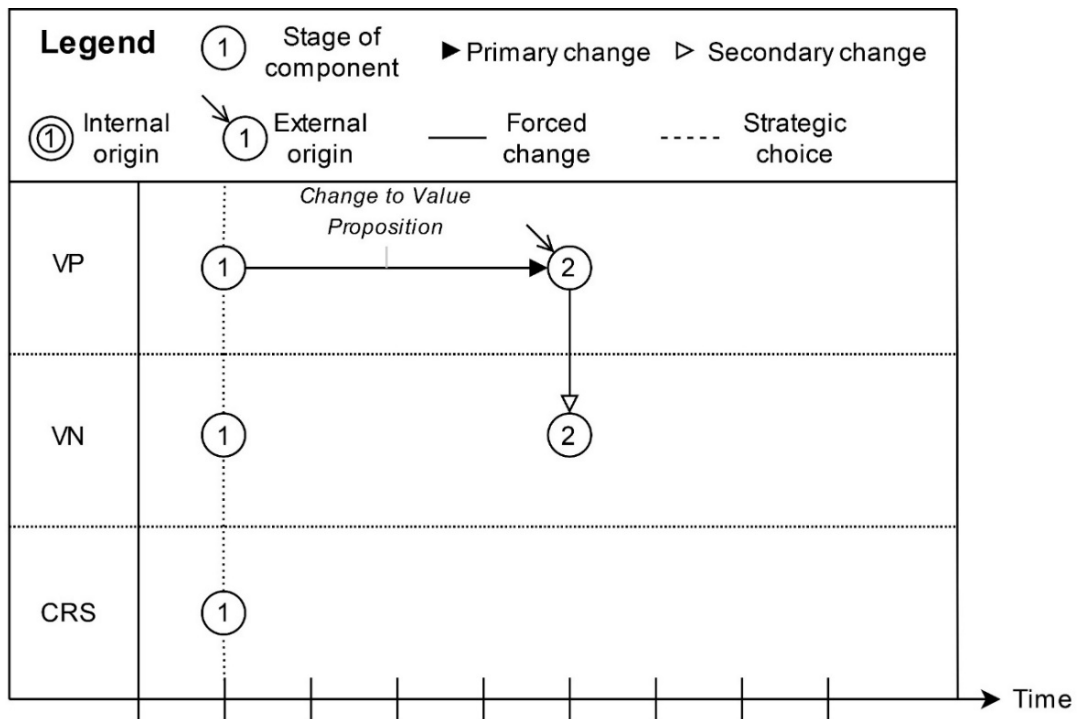 Legend
1
Stage of
component
Primary change
Secondary change
1
Internal
origin
1
External
origin
Forced
change
Strategic
choice
Change to Value
Proposition
VP
1
2
VN
1
2
CRS
1
Time